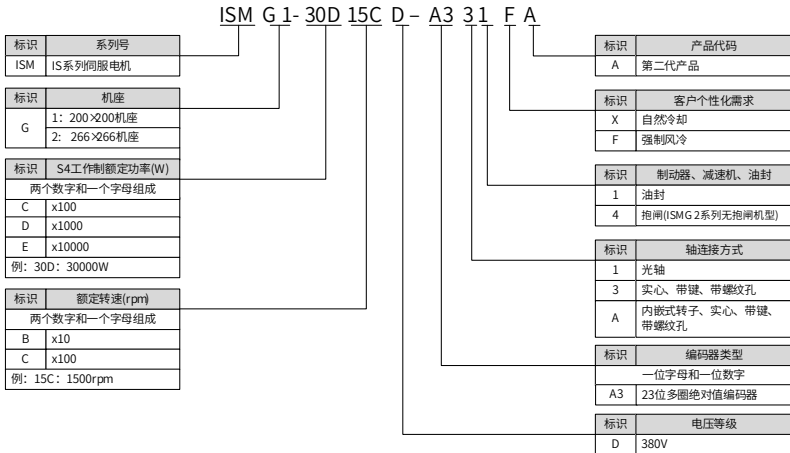 ISM G 1- 30D 15C D – A3 3 1 F A
标识 系列号
ISM IS系列伺服电机
标识 机座
G 1：200×200机座
2：266×266机座
标识 S4工作制额定功率(W)
两个数字和一个字母组成
C x100
D x1000
E x10000
例：30D：30000W
标识 额定转速(rpm)
两个数字和一个字母组成
B x10
C x100
例：15C：1500rpm
标识 产品代码
A 第二代产品
标识 客户个性化需求
X 自然冷却
F 强制风冷
标识 制动器、减速机、油封
1 油封
4 抱闸(ISMG 2系列无抱闸机型)
标识 轴连接方式
1 光轴
3 实心、带键、带螺纹孔
A 内嵌式转子、实心、带键、
带螺纹孔
标识 编码器类型
一位字母和一位数字
A3 23位多圈绝对值编码器
标识 电压等级
D 380V